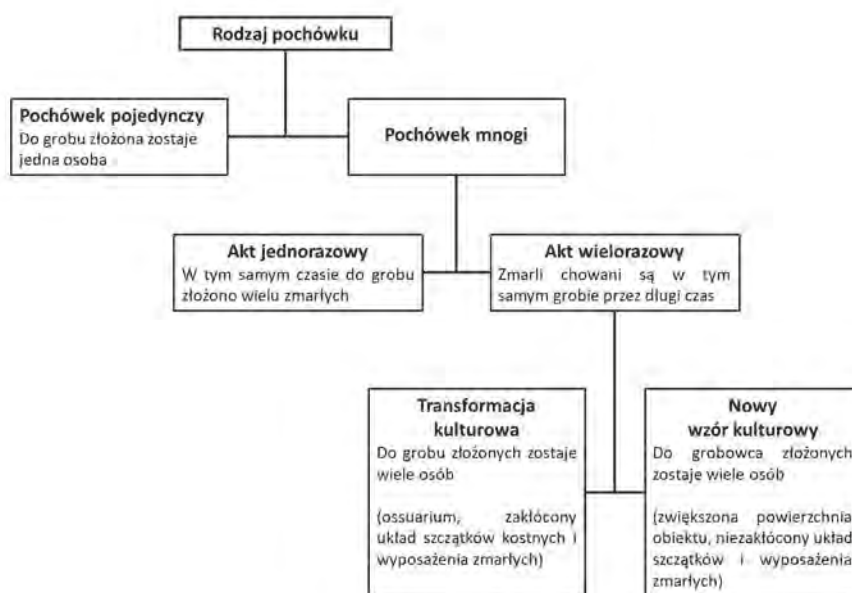 Rodzaj pochówku
Pochówek pojedynczy
Do grobu złożona zostaje
jedna osoba
Pochówek mnogi
Akt jednorazowy
W tym samym czasie do grobu
złożono wielu zmarłych
Akt wielorazowy
Zmarli chowani są w tym
samym grobie przez długi czas
Transformacja
kulturowa
Do grobu złożonych zostaje
wiele osób
(ossuarium, zakłócony
układ szczątków kostnych i
wyposażenia zmarłych)
Nowy
wzór kulturowy
Do grobowca złożonych
zostaje wiele osób
(zwiększona powierzchnia
obiektu, niezakłócony układ
szczątków i wyposażenia
zmarłych)